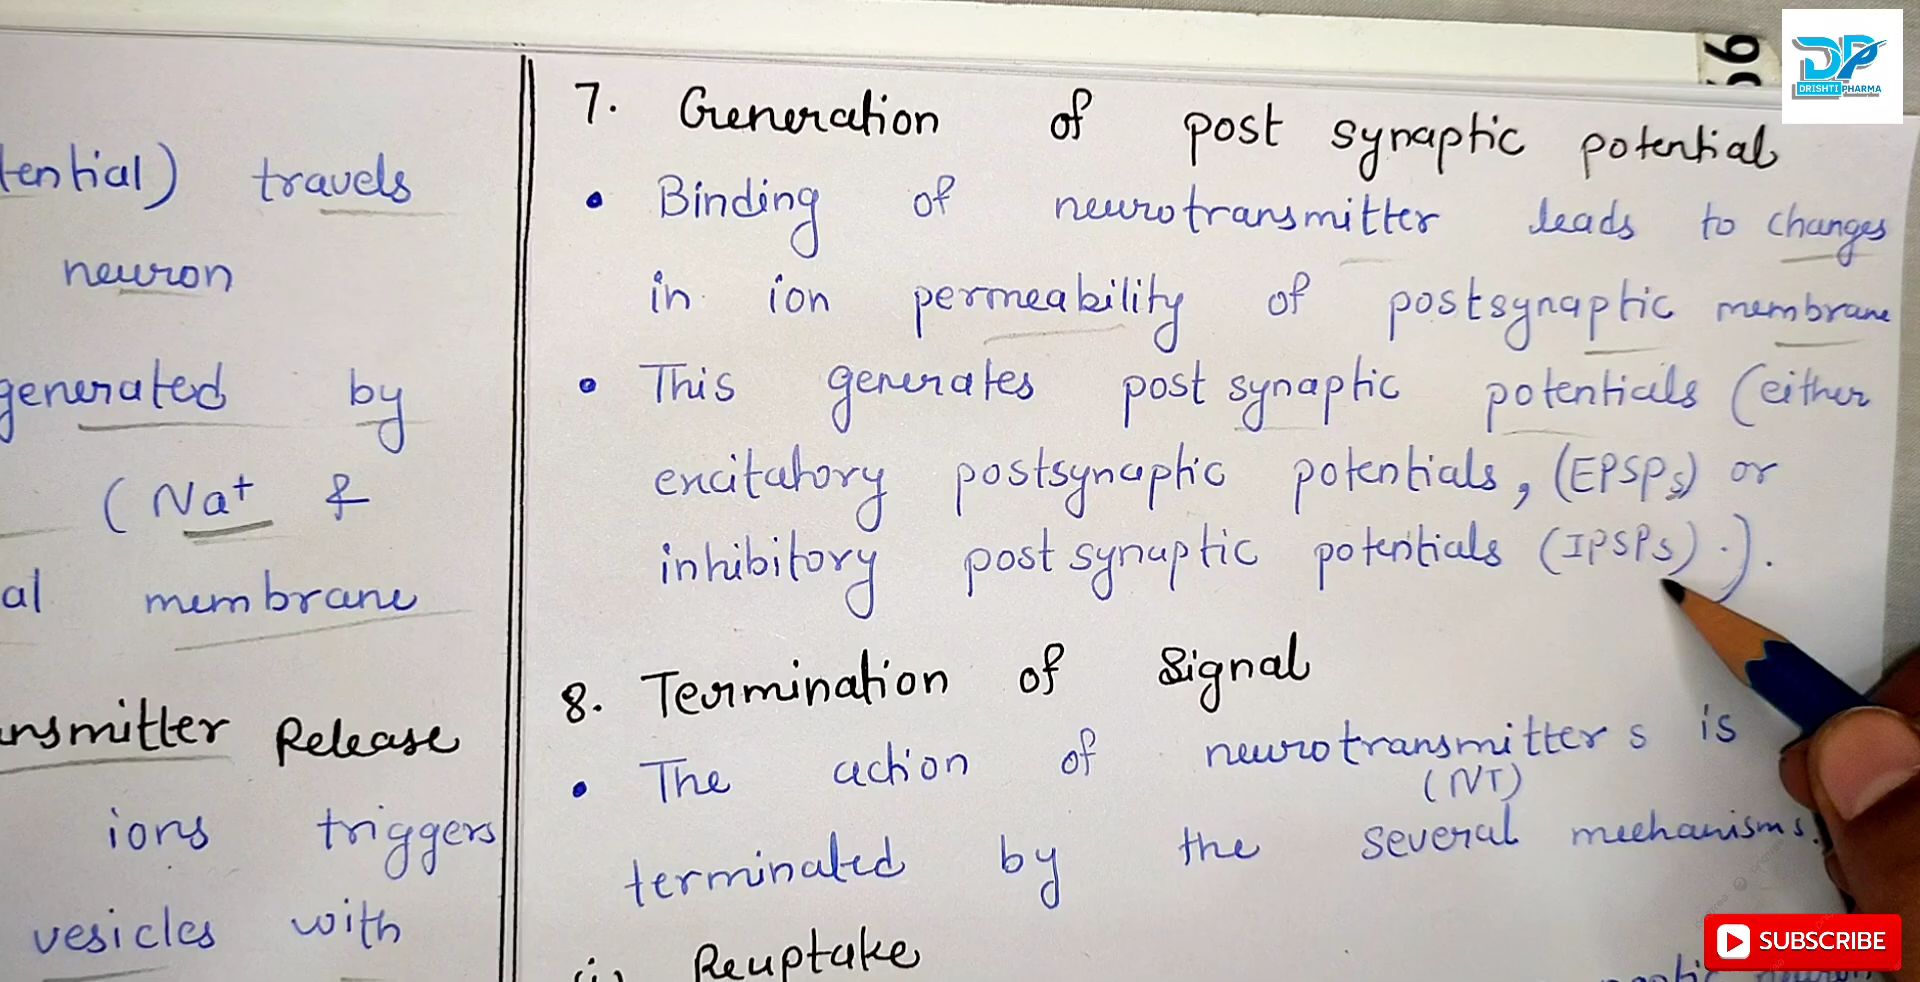 tential) travels
neuron
generated by
( Na+ &
al membrane
ansmitter Release
ions triggers
vesicles with
7. Generation of post synaptic potential
• Binding of neurotransmitter leads to changes
in ion permeability of postsynaptic membrane
• This generates post synaptic potentials (either
excitatory postsynaptic potentials, (EPSPs) or
inhibitory post synaptic potentials (IPSPs).).
8. Termination of Signal
• The action of neurotransmitters is
(NT)
terminated by the several mechanisms.
(i) Reuptake
neuron
DP
DRISHTI PHARMA
SUBSCRIBE